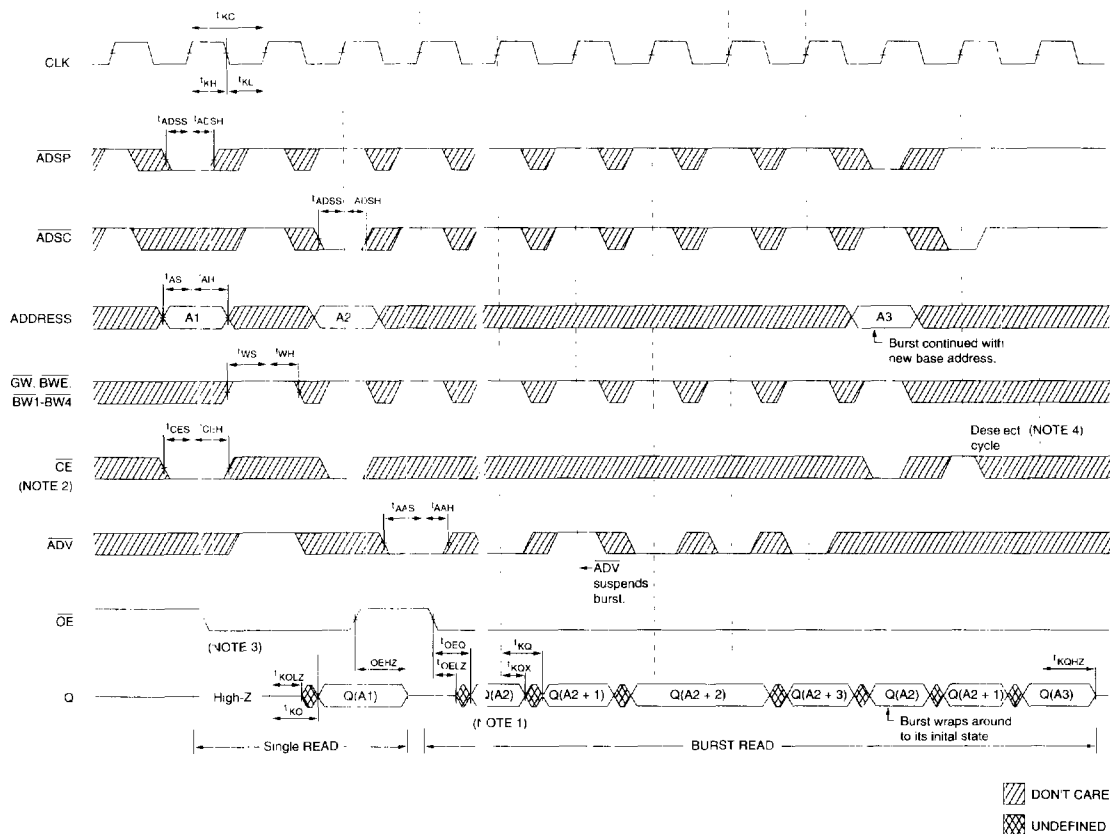 tKC
CLK
tKH tKL
tADSS tADSH
ADSP
tADSS ADSH
ADSC
tAS tAH
ADDRESS A1 A2 A3
Burst continued with
new base address.
tWS tWH
GW, BWE,
BW1-BW4
tCES tCEH
Deselect (NOTE 4)
cycle
CE
(NOTE 2)
tAAS tAAH
ADV
ADV
suspends
burst.
OE
(NOTE 3)
OEHZ tOEQ tKQ tKQHZ
tOELZ tKQX
tKQLZ
Q High-Z Q(A1) Q(A2) Q(A2 + 1) Q(A2 + 2) Q(A2 + 3) Q(A2) Q(A2 + 1) Q(A3)
tKQ
(NOTE 1)
Burst wraps around
to its inital state
Single READ BURST READ
DON'T CARE
UNDEFINED